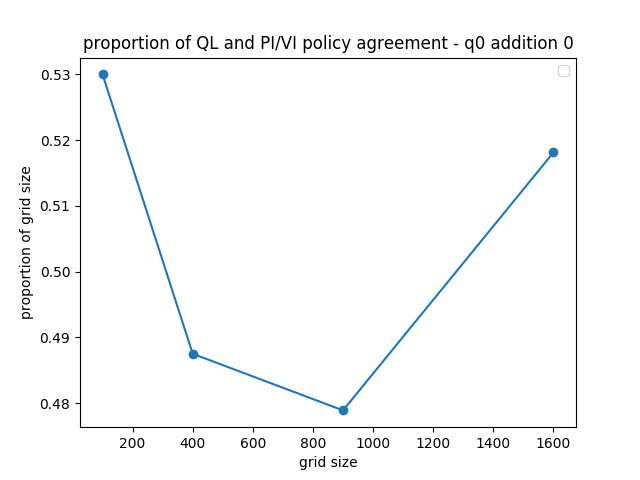 proportion of QL and PI/VI policy agreement - q0 addition 0
proportion of grid size
0.53
0.52
0.51
0.50
0.49
0.48
200 400 600 800 1000 1200 1400 1600
grid size